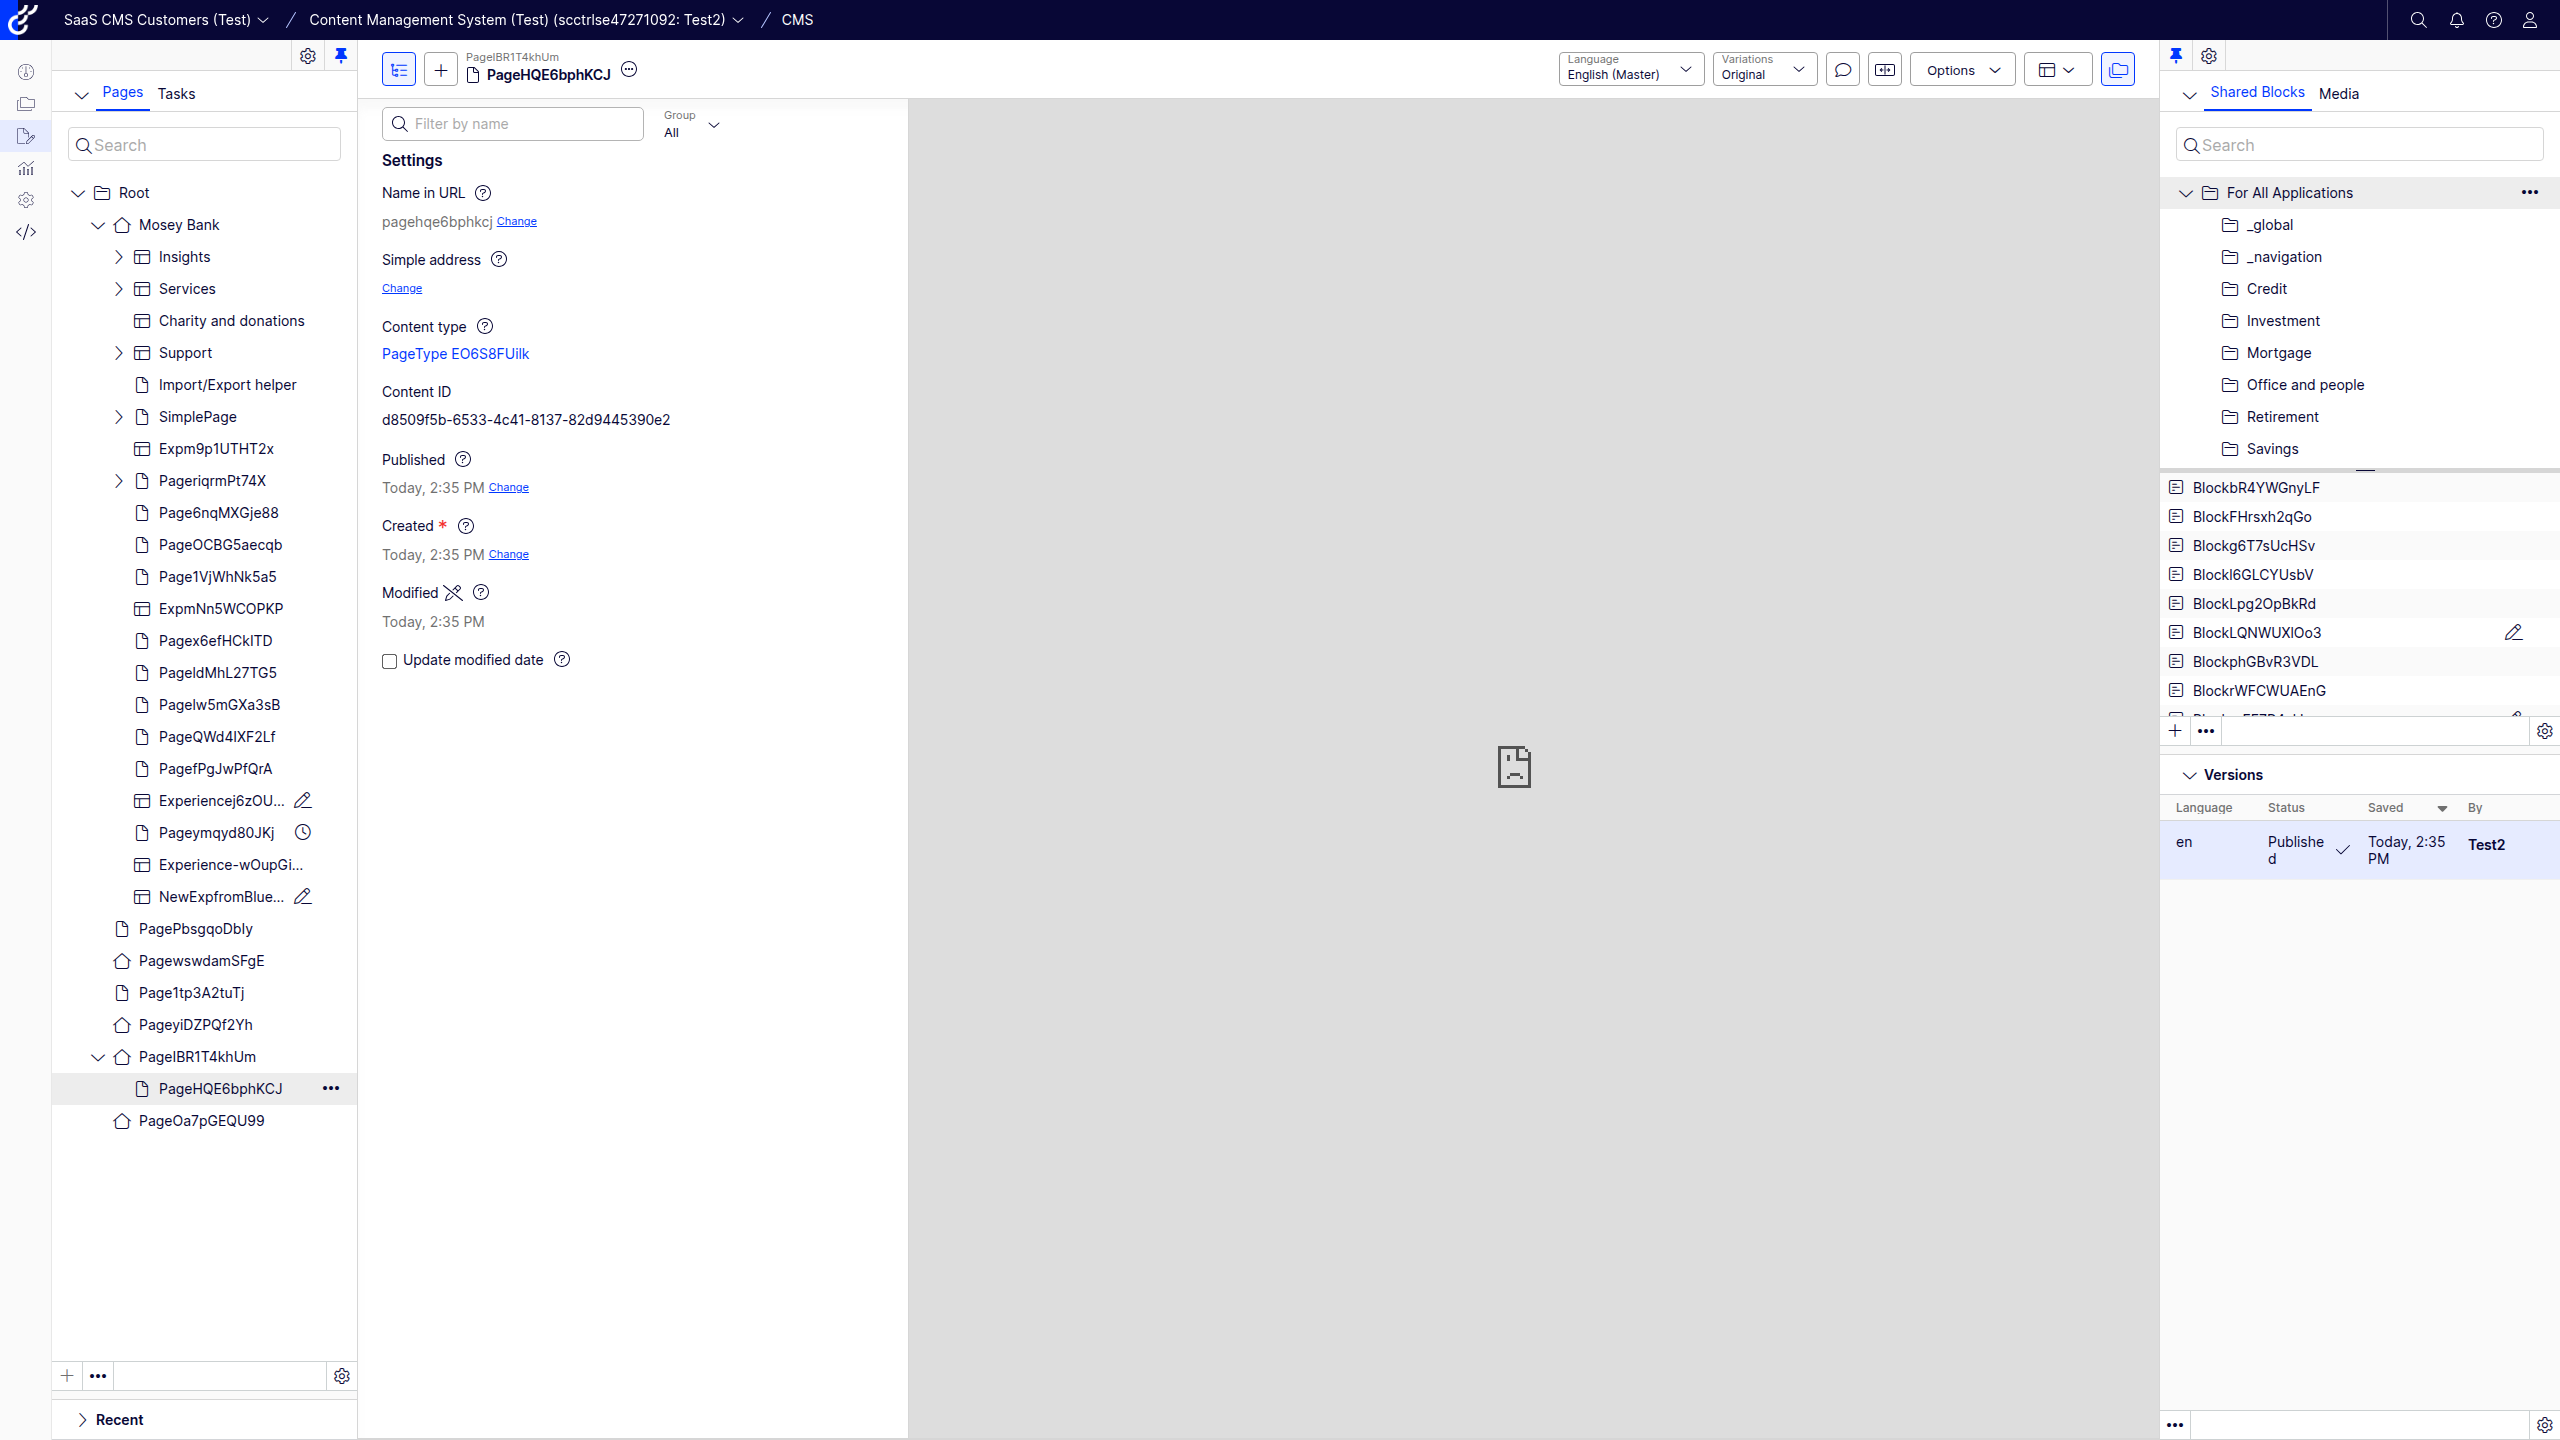 SaaS CMS Customers (Test) / Content Management System (Test) (scctrlse47271092: Test2) / CMS
Pages Tasks
Search
Root
Mosey Bank
Insights
Services
Charity and donations
Support
Import/Export helper
SimplePage
Expm9p1UTHT2x
PageriqrmPt74X
Page6nqMXGje88
PageOCBG5aecqb
Page1VjWhNk5a5
ExpmNn5WCOPKP
Pagex6efHCkITD
PageldMhL27TG5
PageIw5mGXa3sB
PageQWd4IXF2Lf
PagefPgJwPfQrA
Experiencej6zOU...
Pageymqyd80JKj
Experience-wOupGi...
NewExpfromBlue...
PagePbsgqoDbly
PagewswdamSFgE
Page1tp3A2tuTj
PageyiDZPQf2Yh
PageIBR1T4khUm
PageHQE6bphKCJ
PageOa7pGEQU99
Recent
PageIBR1T4khUm
PageHQE6bphKCJ
Language
English (Master)
Variations
Original
Options
Filter by name
Group
All
Settings
Name in URL
pagehqe6bphkcj Change
Simple address
Change
Content type
PageType EO6S8FUilk
Content ID
d8509f5b-6533-4c41-8137-82d9445390e2
Published
Today, 2:35 PM Change
Created *
Today, 2:35 PM Change
Modified
Today, 2:35 PM
Update modified date
Shared Blocks Media
Search
For All Applications
_global
_navigation
Credit
Investment
Mortgage
Office and people
Retirement
Savings
BlockbR4YWGnyLF
BlockFHrsxh2qGo
Blockg6T7sUcHSv
BlockI6GLCYUsbV
BlockLpg2OpBkRd
BlockLQNWUXlOo3
BlockphGBvR3VDL
BlockrWFCWUAEnG
Versions
Language Status Saved By
en Publishe Today, 2:35 Test2
d PM